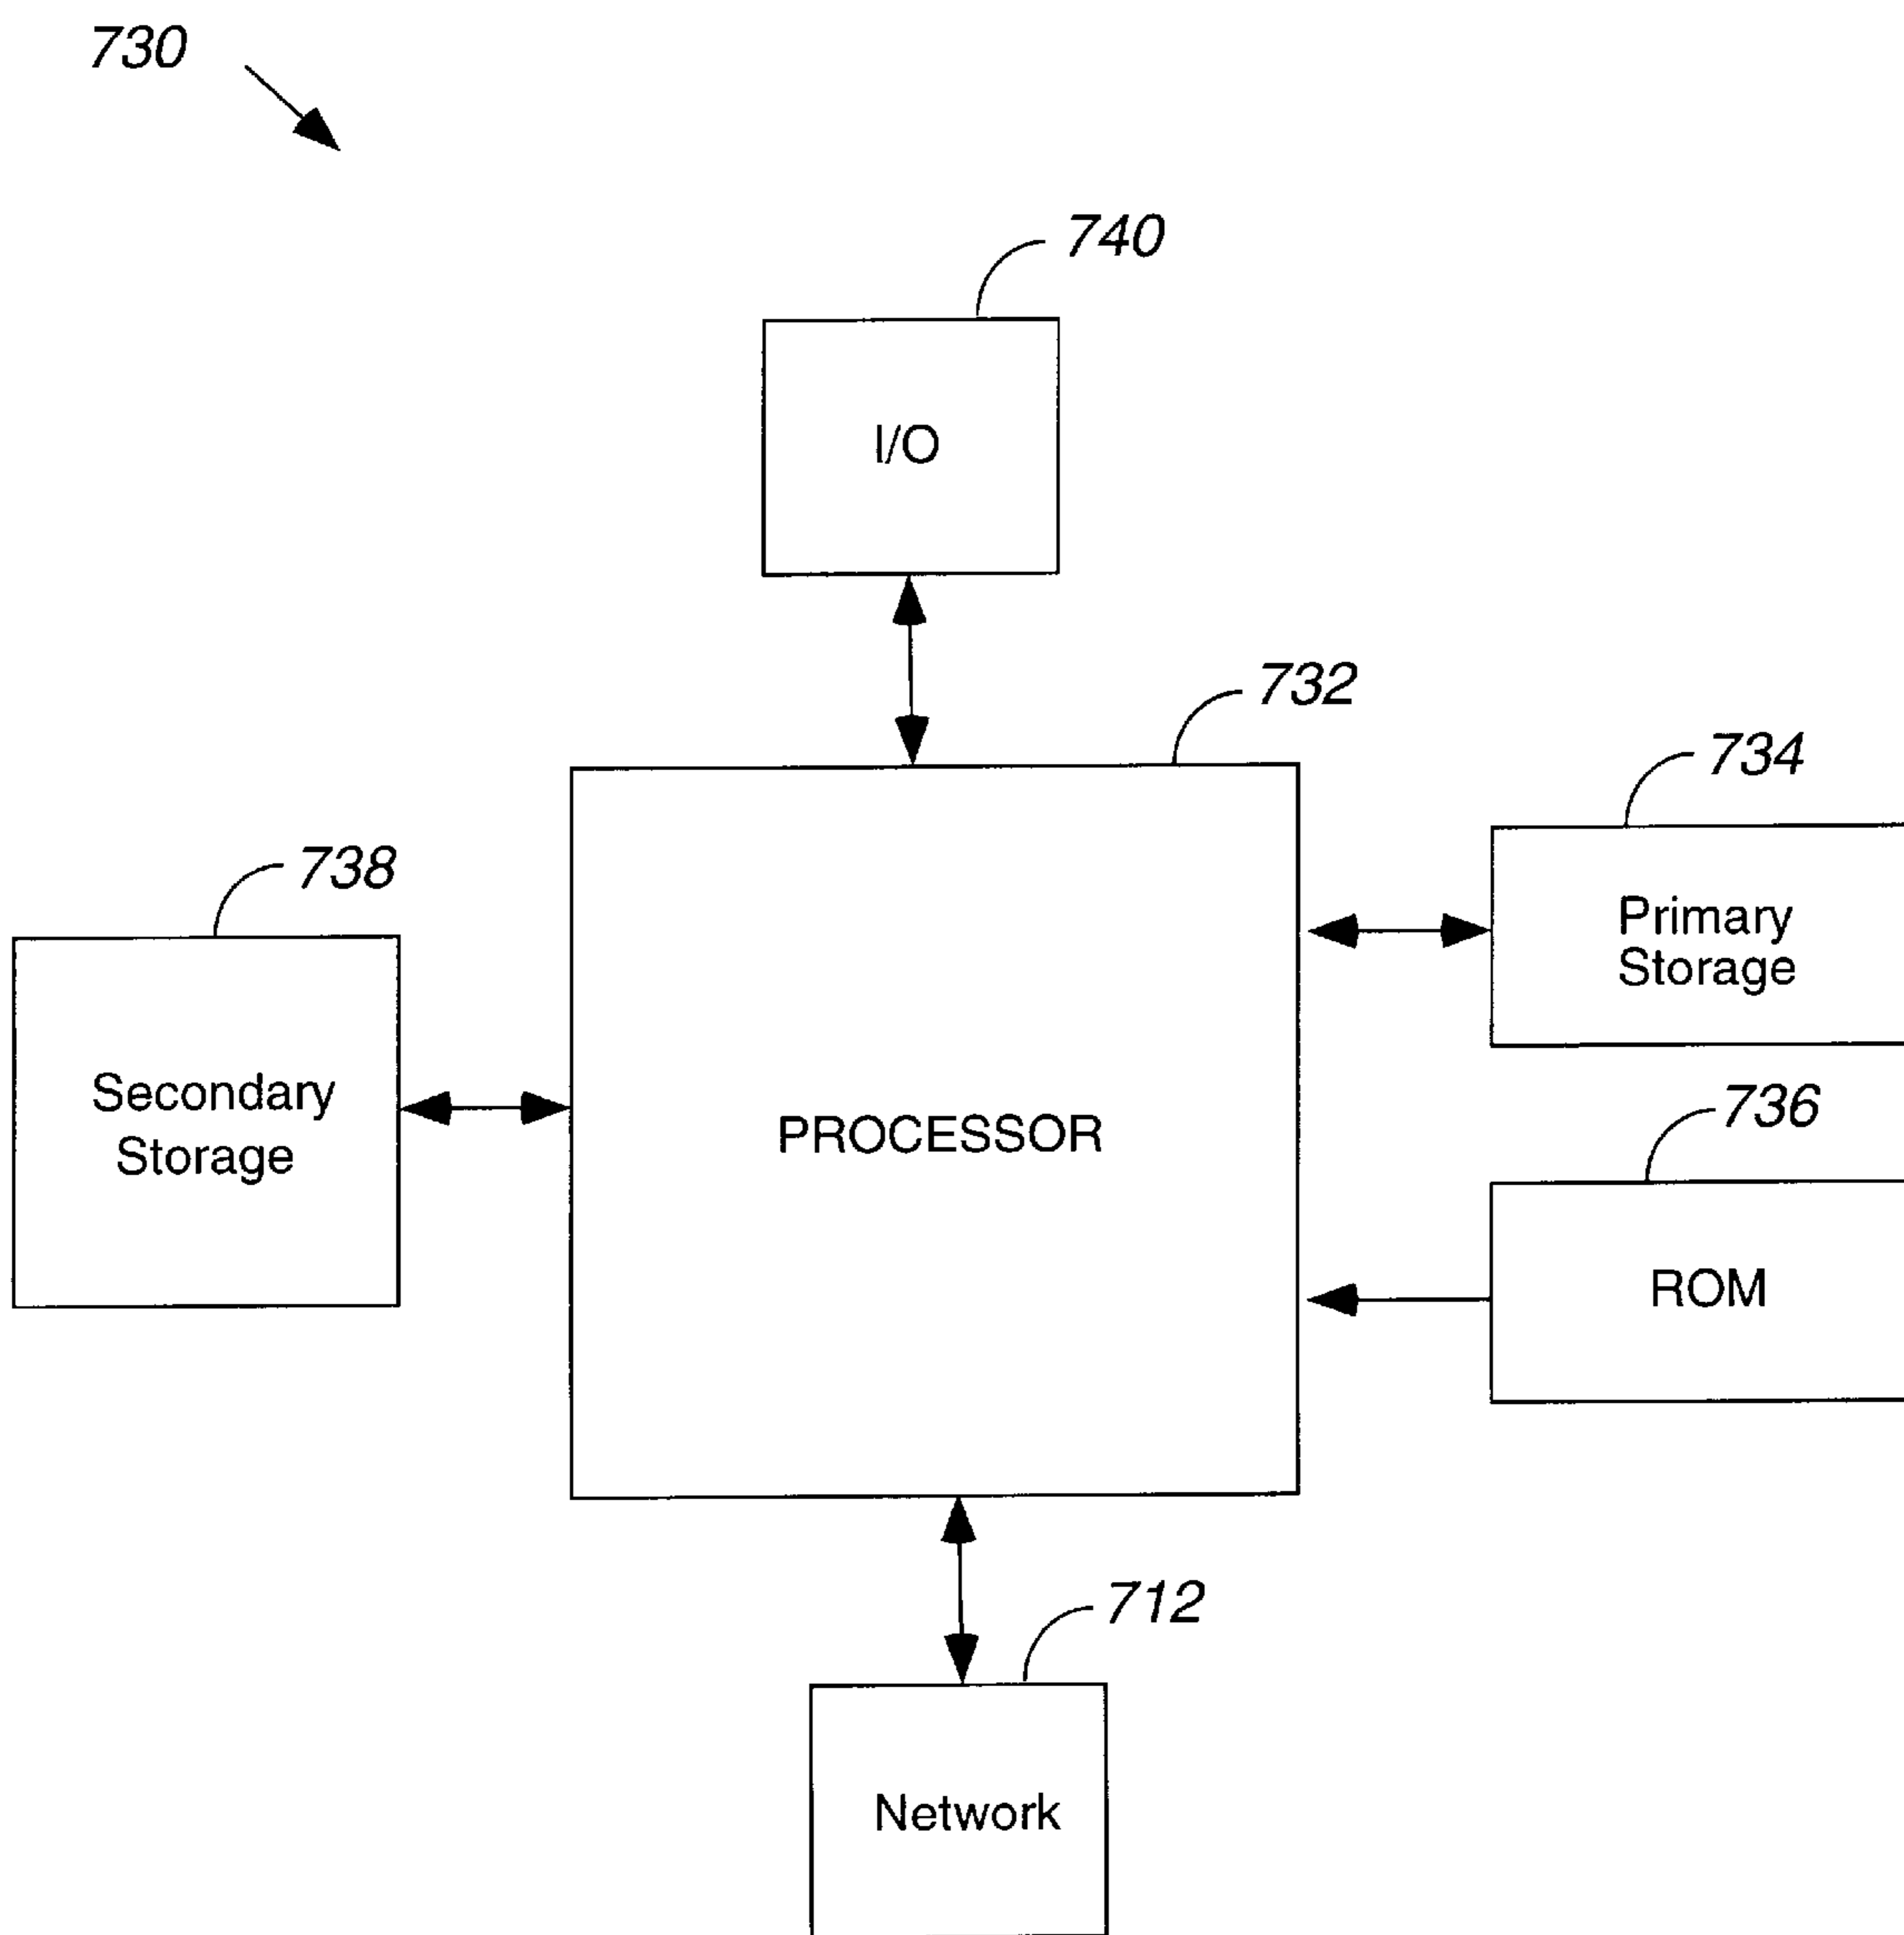 730
740
I/O
732
734
738
Primary
Storage
Secondary
Storage
PROCESSOR
736
ROM
712
Network